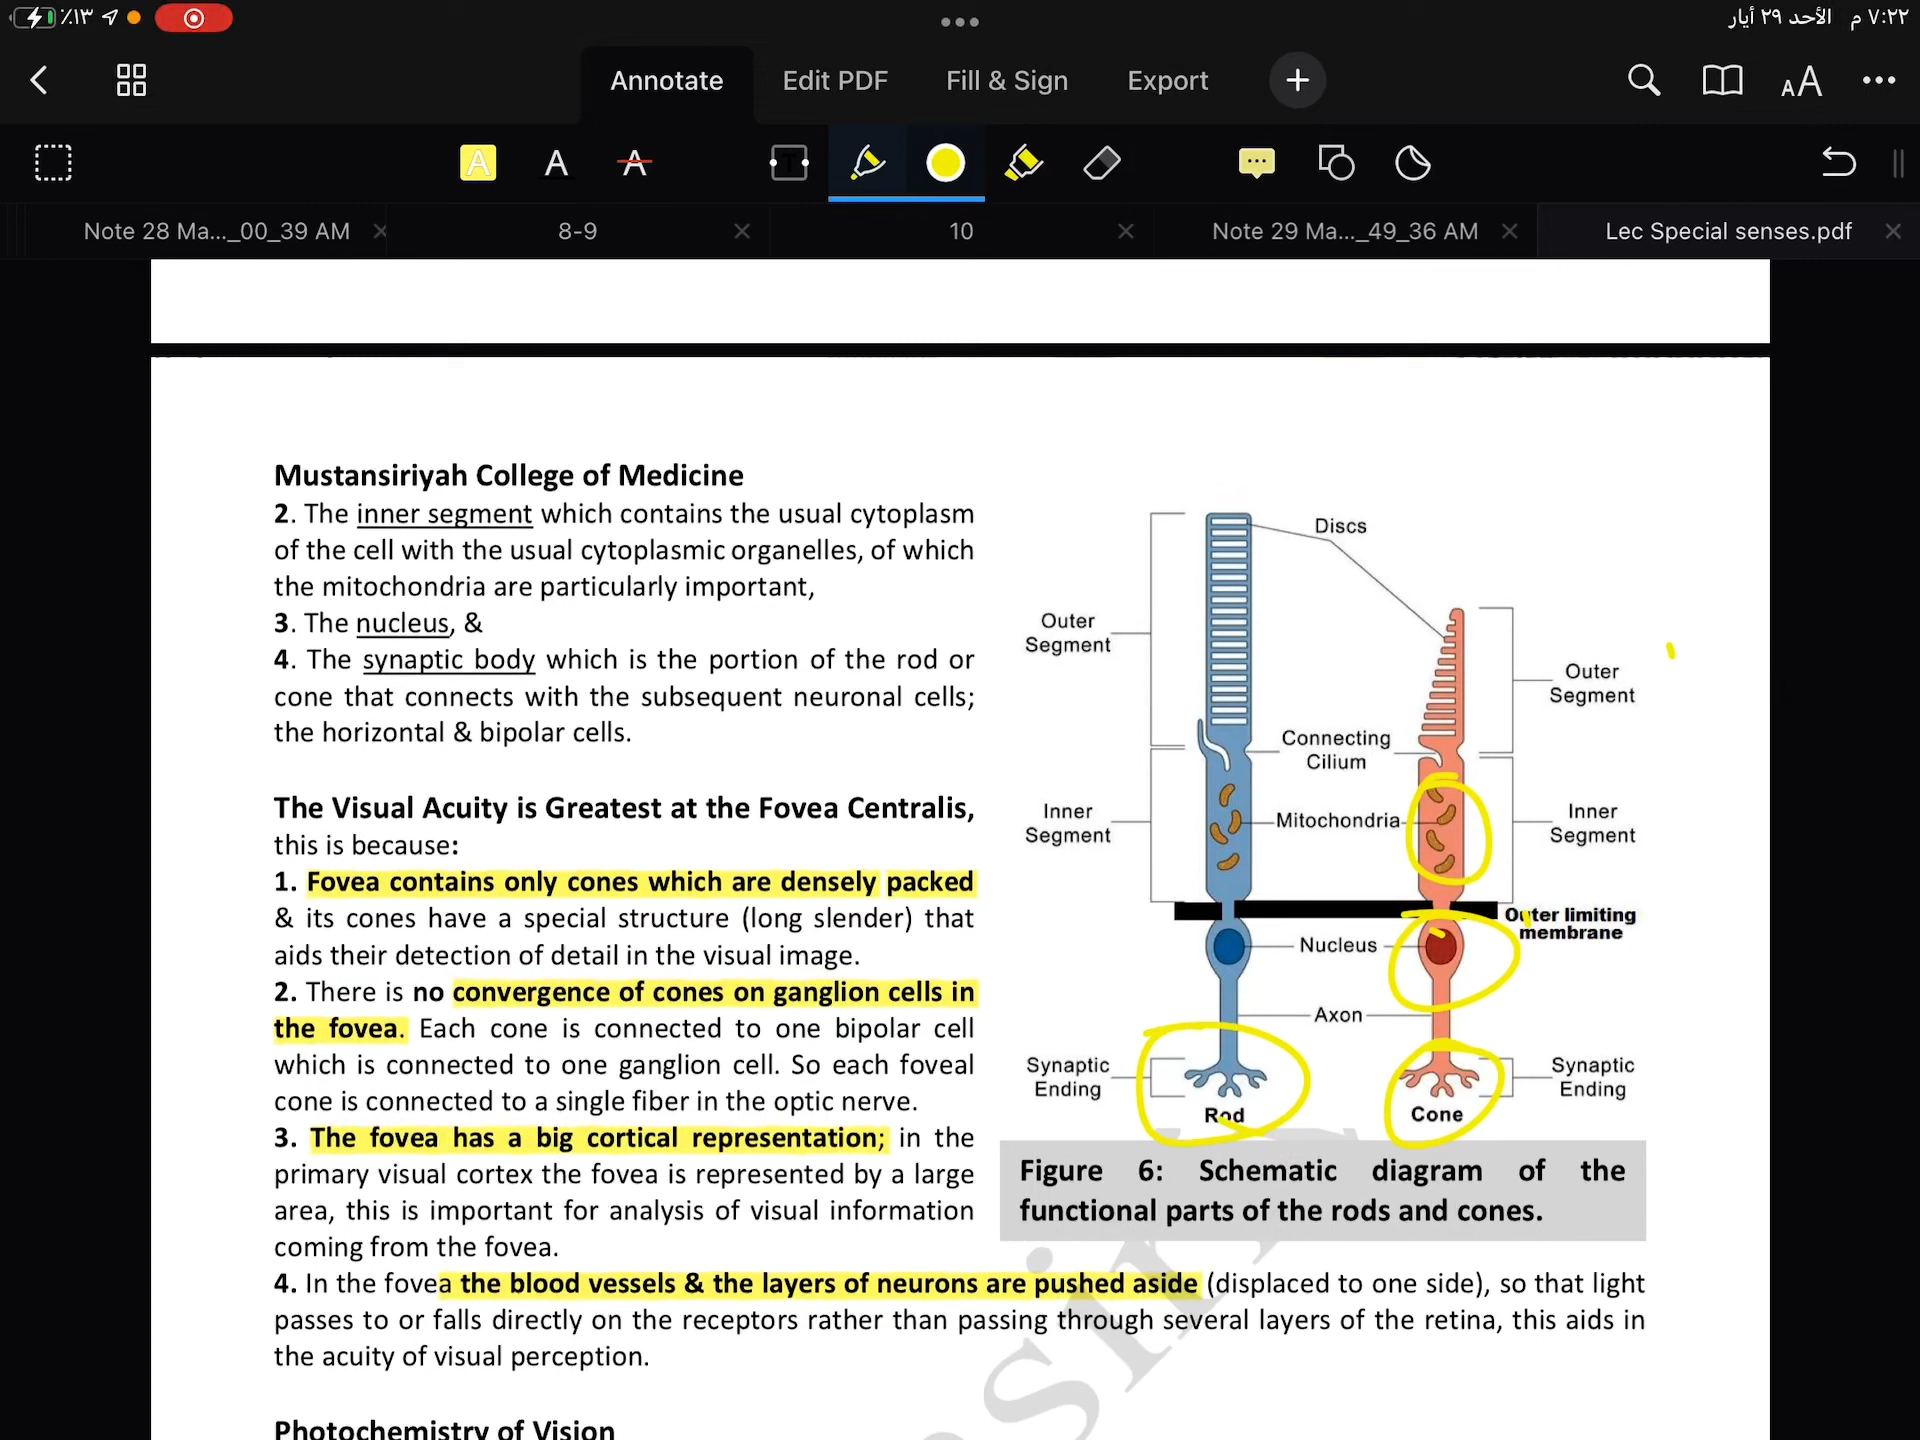 ٪١٣
٧:٢٢ م الأحد ٢٩ أيار
Annotate Edit PDF Fill & Sign Export
Note 28 Ma..._00_39 AM 8-9 10 Note 29 Ma..._49_36 AM Lec Special senses.pdf
Mustansiriyah College of Medicine
2. The inner segment which contains the usual cytoplasm
of the cell with the usual cytoplasmic organelles, of which
the mitochondria are particularly important,
3. The nucleus, &
4. The synaptic body which is the portion of the rod or
cone that connects with the subsequent neuronal cells;
the horizontal & bipolar cells.
The Visual Acuity is Greatest at the Fovea Centralis,
this is because:
1. Fovea contains only cones which are densely packed
& its cones have a special structure (long slender) that
aids their detection of detail in the visual image.
2. There is no convergence of cones on ganglion cells in
the fovea. Each cone is connected to one bipolar cell
which is connected to one ganglion cell. So each foveal
cone is connected to a single fiber in the optic nerve.
3. The fovea has a big cortical representation; in the
primary visual cortex the fovea is represented by a large
area, this is important for analysis of visual information
coming from the fovea.
4. In the fovea the blood vessels & the layers of neurons are pushed aside (displaced to one side), so that light
passes to or falls directly on the receptors rather than passing through several layers of the retina, this aids in
the acuity of visual perception.
Photochemistry of Vision
Discs
Outer
Segment
Outer
Segment
Connecting
Cilium
Inner
Segment
Mitochondria
Inner
Segment
Outer limiting
membrane
Nucleus
Axon
Synaptic
Ending
Synaptic
Ending
Rod
Cone
Figure 6: Schematic diagram of the
functional parts of the rods and cones.